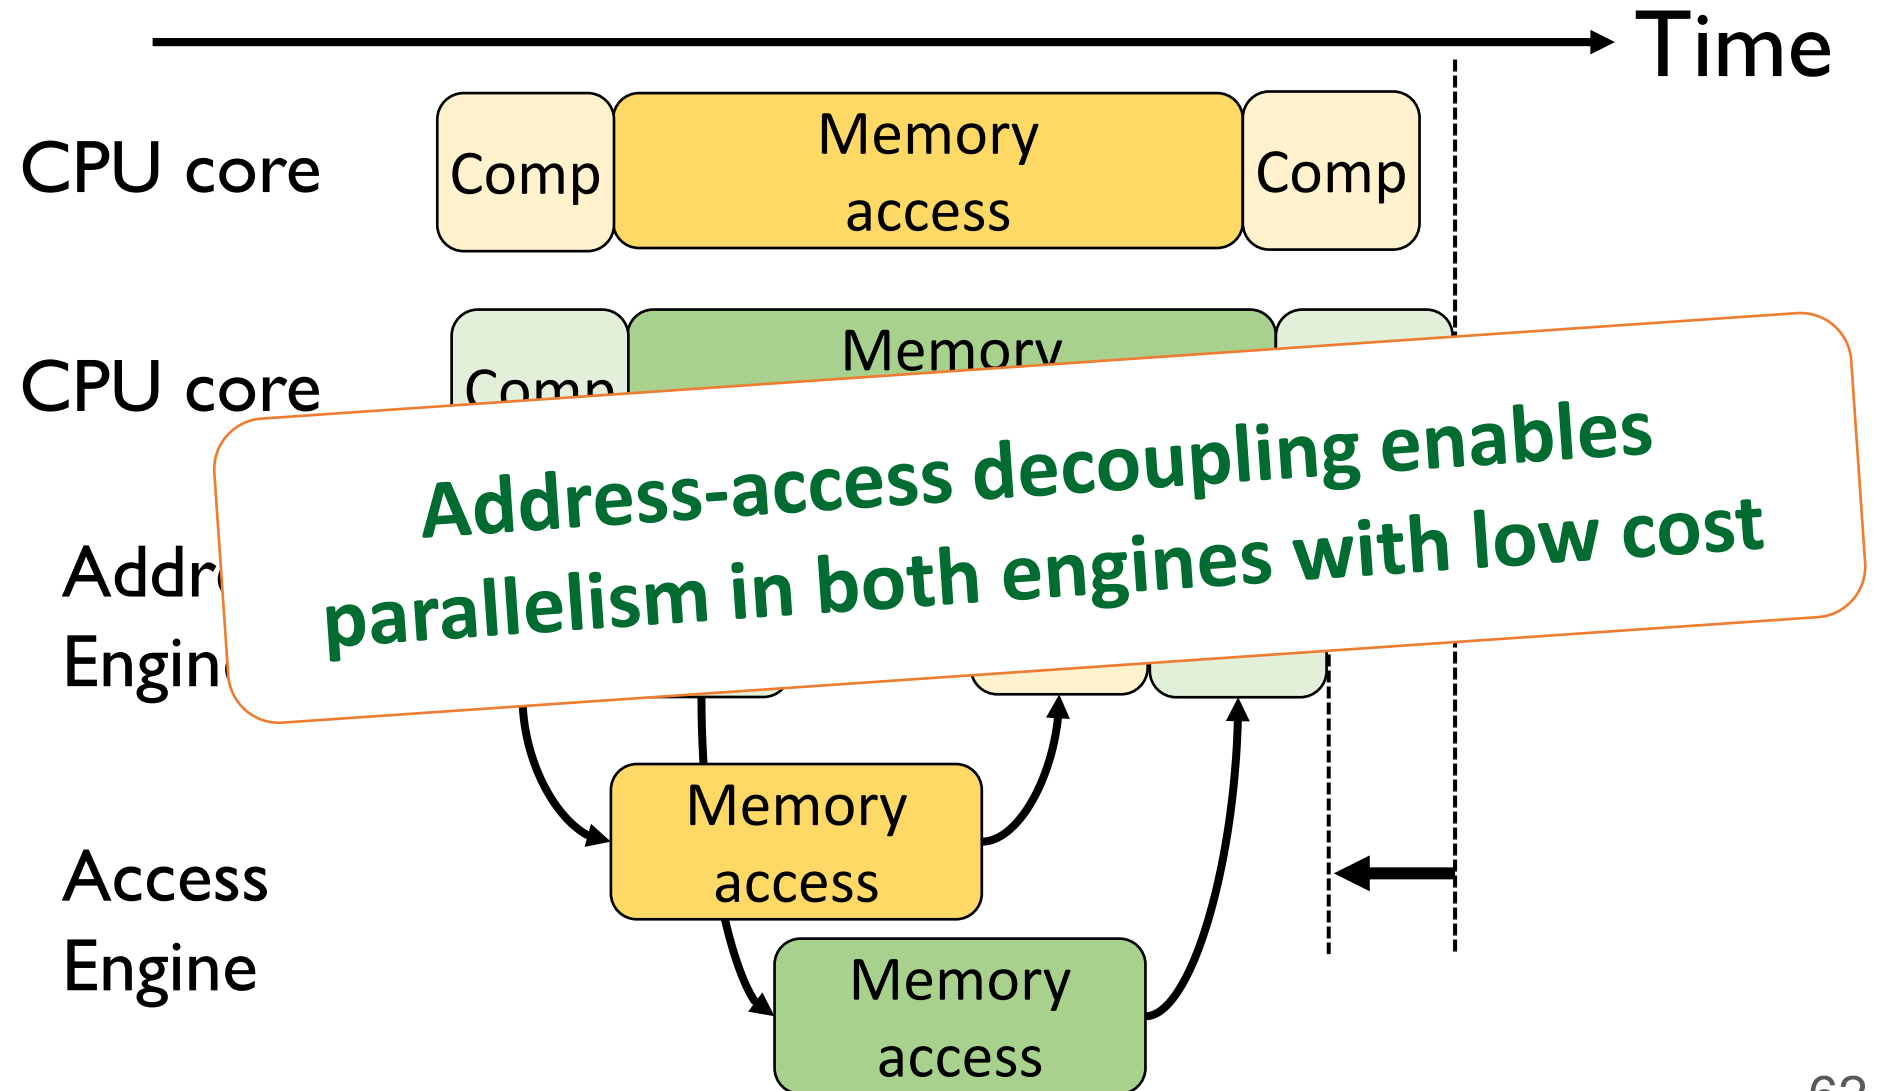 Time
CPU core
Comp
Memory
access
Comp
CPU core
Comp
Memory
Address-access decoupling enables
parallelism in both engines with low cost
Memory
access
Access
Engine
Memory
access